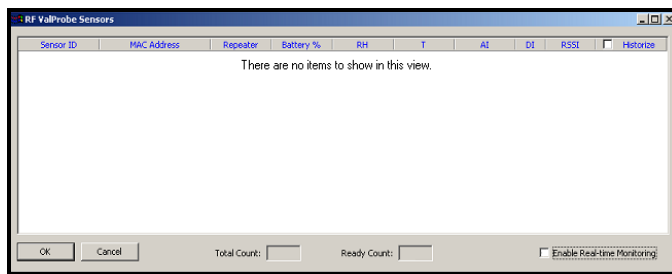 RF ValProbe Sensors
Sensor ID MAC Address Repeater Battery % RH T AI DI RSSI Historize
There are no items to show in this view.
OK Cancel Total Count: Ready Count: Enable Real-time Monitoring